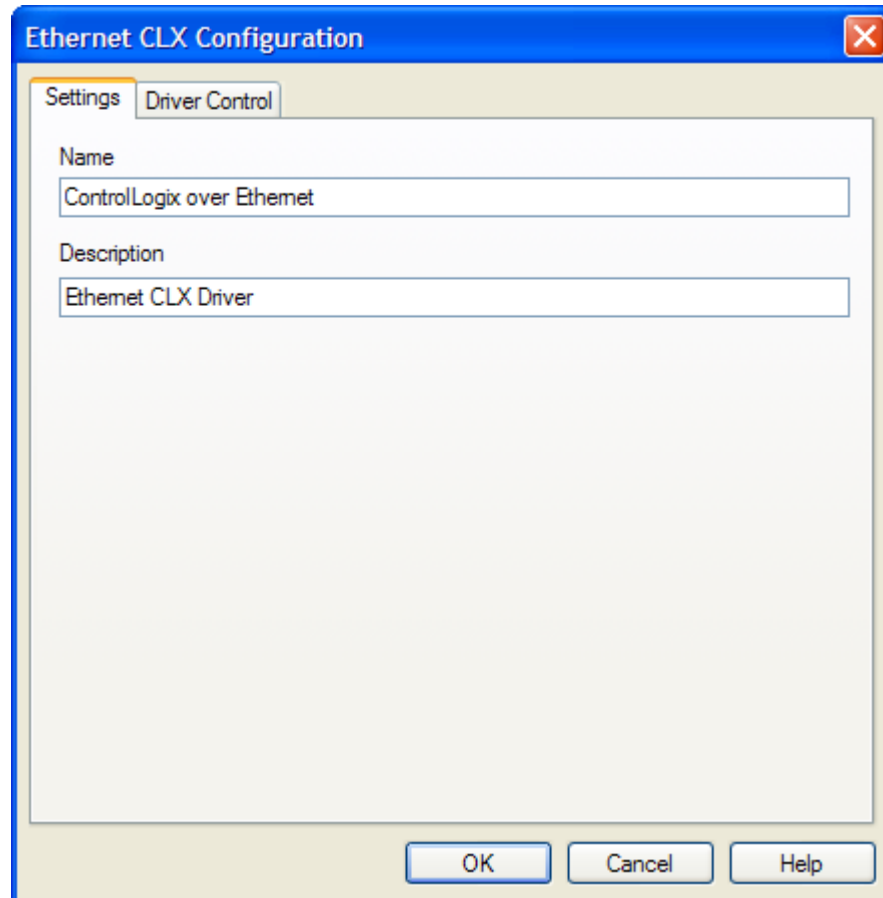 Ethernet CLX Configuration
Settings Driver Control
Name
ControlLogix over Ethernet
Description
Ethernet CLX Driver
OK Cancel Help